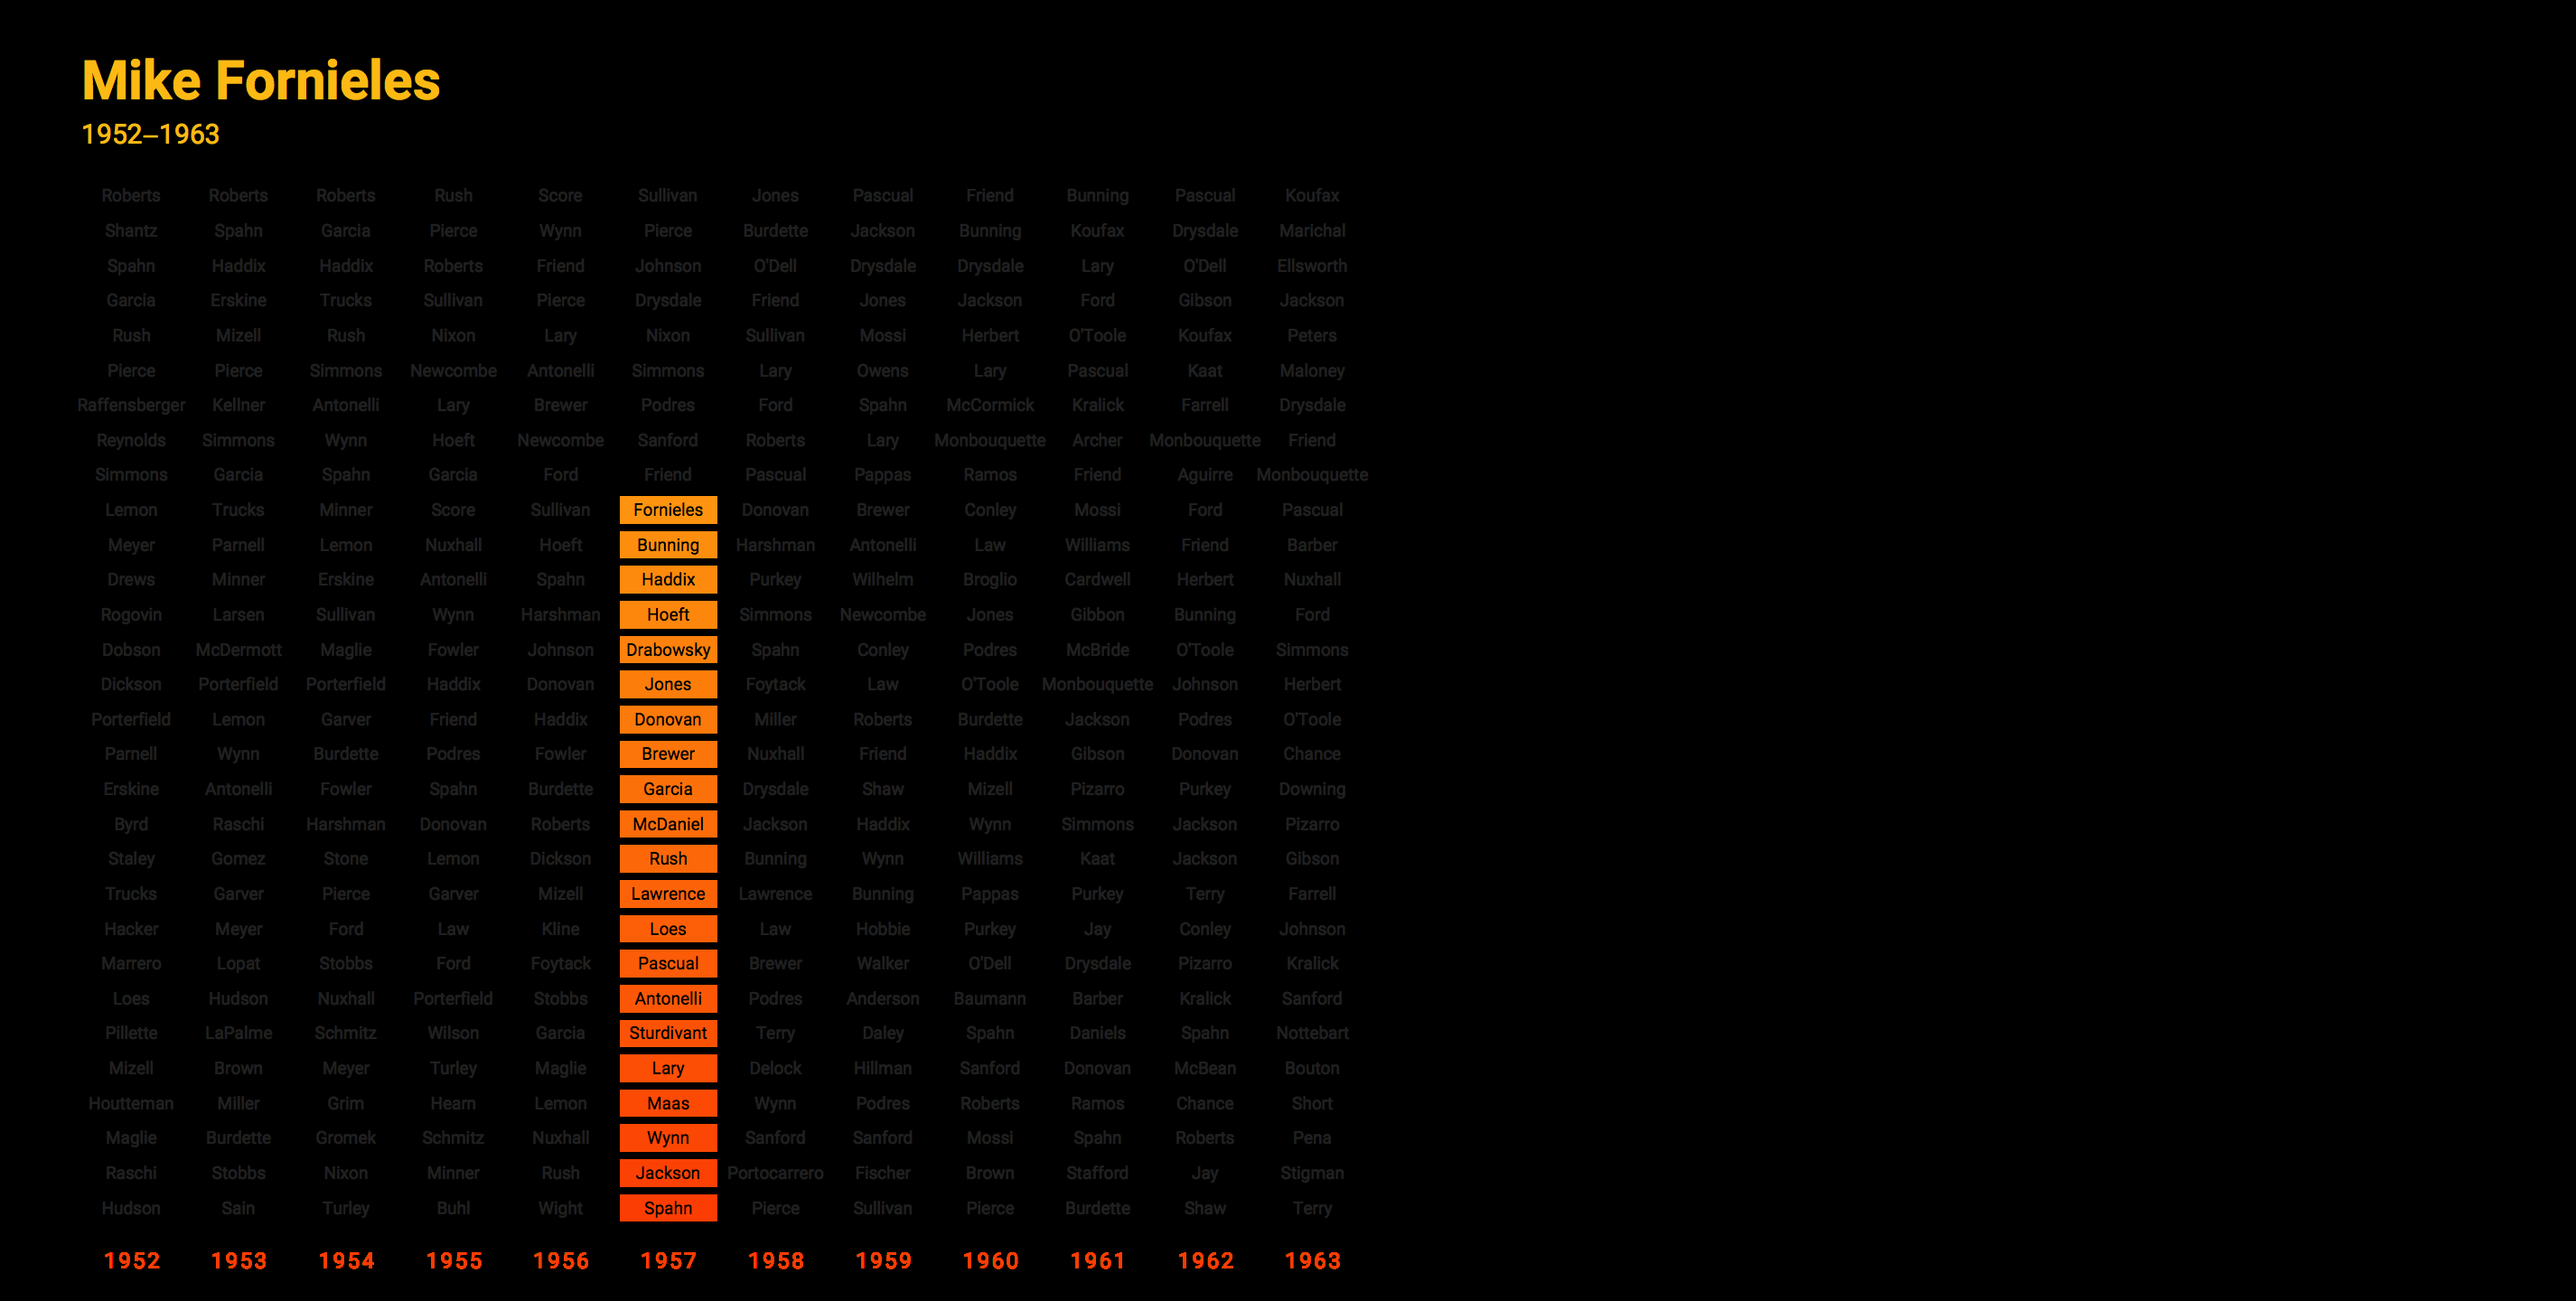 Mike Fornieles
1952–1963
Roberts Roberts Roberts Rush Score Sullivan Jones Pascual Friend Bunning Pascual Koufax
Shantz Spahn Garcia Pierce Wynn Pierce Burdette Jackson Bunning Koufax Drysdale Marichal
Spahn Haddix Haddix Roberts Friend Johnson O'Dell Drysdale Drysdale Lary O'Dell Ellsworth
Garcia Erskine Trucks Sullivan Pierce Drysdale Friend Jones Jackson Ford Gibson Jackson
Rush Mizell Rush Nixon Lary Nixon Sullivan Mossi Herbert O'Toole Koufax Peters
Pierce Pierce Simmons Newcombe Antonelli Simmons Lary Owens Lary Pascual Kaat Maloney
Raffensberger Kellner Antonelli Lary Brewer Podres Ford Spahn McCormick Kralick Farrell Drysdale
Reynolds Simmons Wynn Hoeft Newcombe Sanford Roberts Lary Monbouquette Archer Monbouquette Friend
Simmons Garcia Spahn Garcia Ford Friend Pascual Pappas Ramos Friend Aguirre Monbouquette
Lemon Trucks Minner Score Sullivan Fornieles Donovan Brewer Conley Mossi Ford Pascual
Meyer Parnell Lemon Nuxhall Hoeft Bunning Harshman Antonelli Law Williams Friend Barber
Drews Minner Erskine Antonelli Spahn Haddix Purkey Wilhelm Broglio Cardwell Herbert Nuxhall
Rogovin Larsen Sullivan Wynn Harshman Hoeft Simmons Newcombe Jones Gibbon Bunning Ford
Dobson McDermott Maglie Fowler Johnson Drabowsky Spahn Conley Podres McBride O'Toole Simmons
Dickson Porterfield Porterfield Haddix Donovan Jones Foytack Law O'Toole Monbouquette Johnson Herbert
Porterfield Lemon Garver Friend Haddix Donovan Miller Roberts Burdette Jackson Podres O'Toole
Parnell Wynn Burdette Podres Fowler Brewer Nuxhall Friend Haddix Gibson Donovan Chance
Erskine Antonelli Fowler Spahn Burdette Garcia Drysdale Shaw Mizell Pizarro Purkey Downing
Byrd Raschi Harshman Donovan Roberts McDaniel Jackson Haddix Wynn Simmons Jackson Pizarro
Staley Gomez Stone Lemon Dickson Rush Bunning Wynn Williams Kaat Jackson Gibson
Trucks Garver Pierce Garver Mizell Lawrence Lawrence Bunning Pappas Purkey Terry Farrell
Hacker Meyer Ford Law Kline Loes Law Hobbie Purkey Jay Conley Johnson
Marrero Lopat Stobbs Ford Foytack Pascual Brewer Walker O'Dell Drysdale Pizarro Kralick
Loes Hudson Nuxhall Porterfield Stobbs Antonelli Podres Anderson Baumann Barber Kralick Sanford
Pillette LaPalme Schmitz Wilson Garcia Sturdivant Terry Daley Spahn Daniels Spahn Nottebart
Mizell Brown Meyer Turley Maglie Lary Delock Hillman Sanford Donovan McBean Bouton
Houtteman Miller Grim Hearn Lemon Maas Wynn Podres Roberts Ramos Chance Short
Maglie Burdette Gromek Schmitz Nuxhall Wynn Sanford Sanford Mossi Spahn Roberts Pena
Raschi Stobbs Nixon Minner Rush Jackson Portocarrero Fischer Brown Stafford Jay Stigman
Hudson Sain Turley Buhl Wight Spahn Pierce Sullivan Pierce Burdette Shaw Terry
1952 1953 1954 1955 1956 1957 1958 1959 1960 1961 1962 1963